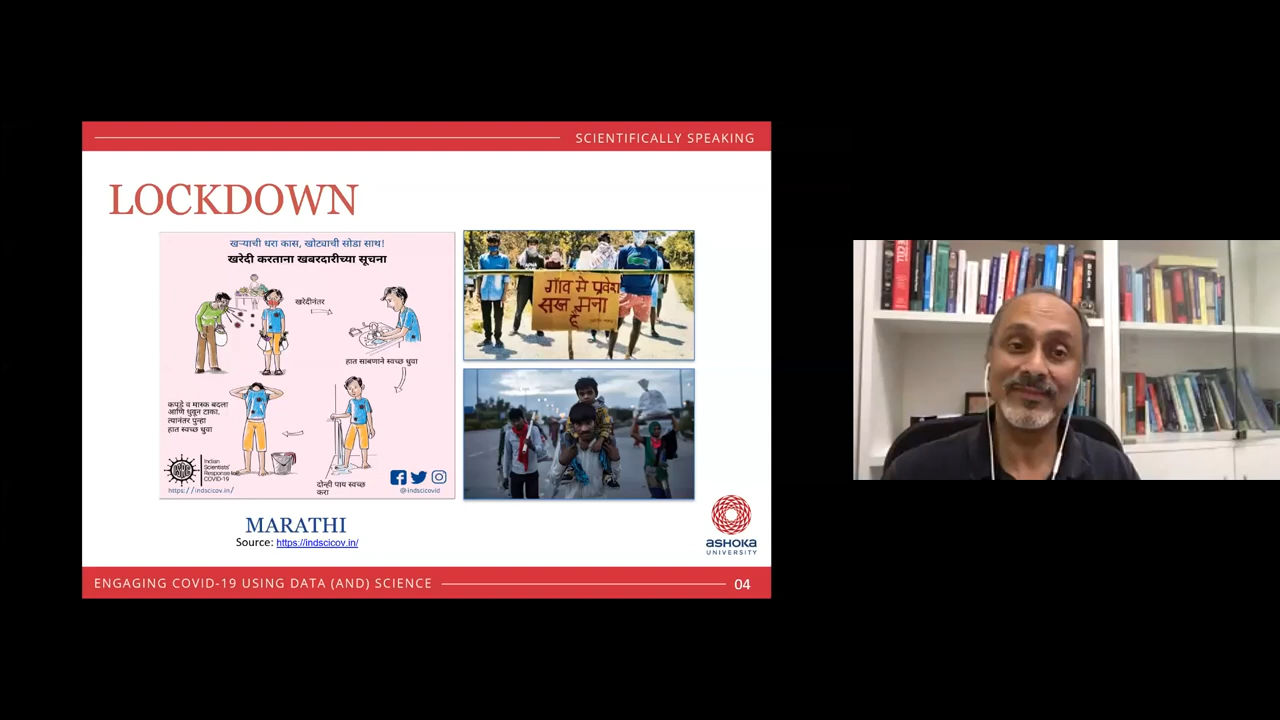 SCIENTIFICALLY SPEAKING
LOCKDOWN
खऱ्याची धरा कास, खोट्याची सोडा साथ!
खरेदी करताना खबरदारीच्या सूचना
खरेदीनंतर
हात साबणाने स्वच्छ धुवा
कपडे व मास्क बदला
आणि धुवून टाका.
त्यानंतर पुन्हा
हात स्वच्छ धुवा
दोन्ही पाय स्वच्छ
करा
Indian
Scientists'
Response to
COVID-19
https://indscicov.in/
@indscicovid
गाँव मे प्रवेश
सख्त मना
है
MARATHI
Source: https://indscicov.in/
ASHOKA
UNIVERSITY
ENGAGING COVID-19 USING DATA (AND) SCIENCE
04